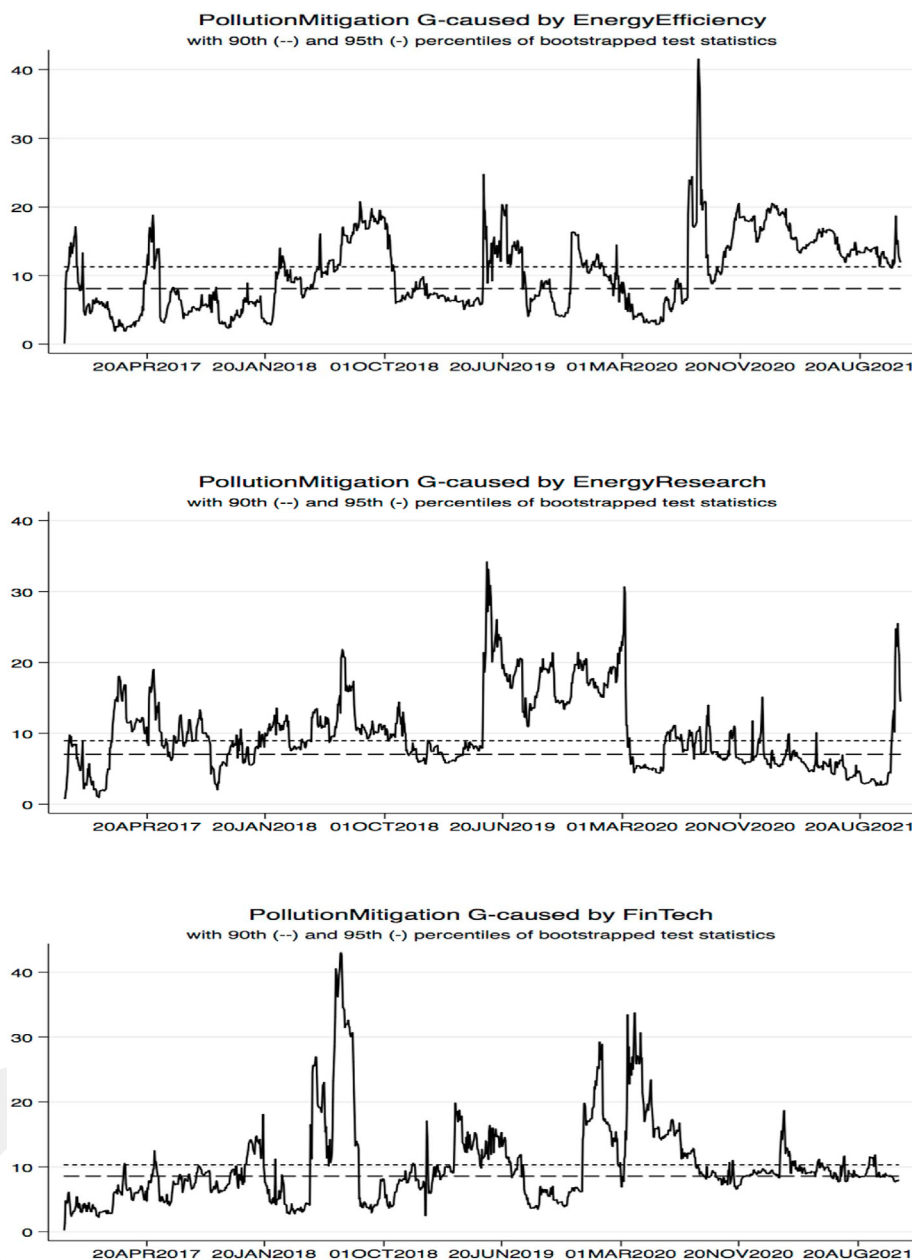 PollutionMitigation G-caused by EnergyEfficiency
with 90th (--) and 95th (-) percentiles of bootstrapped test statistics
40
30
20
10
0
20APR2017 20JAN2018 01OCT2018 20JUN2019 01MAR2020 20NOV2020 20AUG2021
PollutionMitigation G-caused by EnergyResearch
with 90th (--) and 95th (-) percentiles of bootstrapped test statistics
40
30
20
10
0
20APR2017 20JAN2018 01OCT2018 20JUN2019 01MAR2020 20NOV2020 20AUG2021
PollutionMitigation G-caused by FinTech
with 90th (--) and 95th (-) percentiles of bootstrapped test statistics
40
30
20
10
0
20APR2017 20JAN2018 01OCT2018 20JUN2019 01MAR2020 20NOV2020 20AUG2021